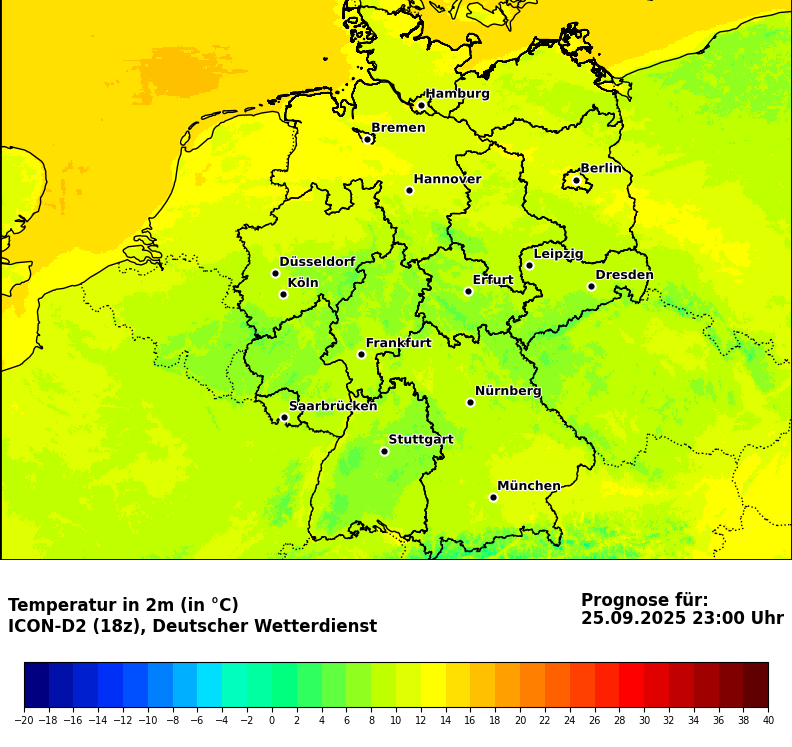 Hamburg
Bremen
Berlin
Hannover
Leipzig
Düsseldorf
Dresden
Köln
Erfurt
Frankfurt
Nürnberg
Saarbrücken
Stuttgart
München
Temperatur in 2m (in °C)
ICON-D2 (18z), Deutscher Wetterdienst
Prognose für:
25.09.2025 23:00 Uhr
−20 −18 −16 −14 −12 −10 −8 −6 −4 −2 0 2 4 6 8 10 12 14 16 18 20 22 24 26 28 30 32 34 36 38 40